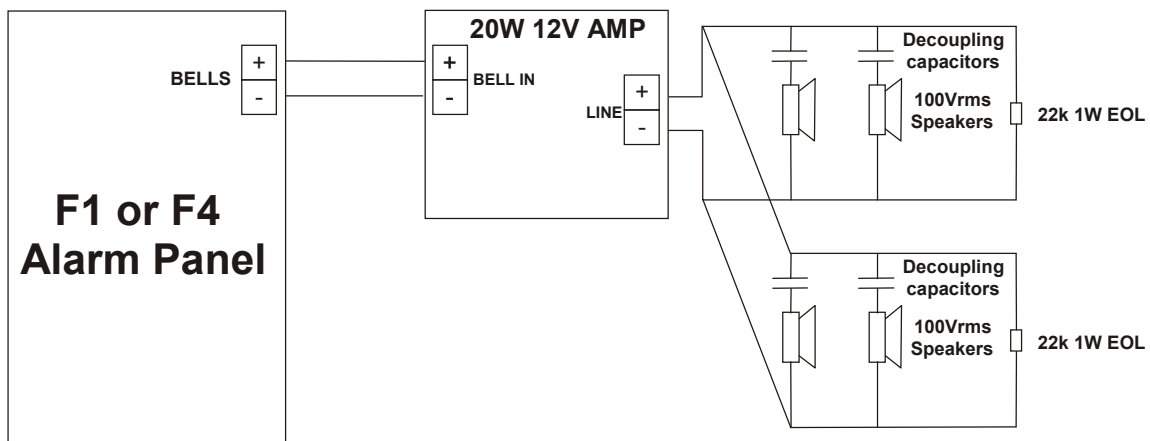 20W 12V AMP
BELLS
+
-
+
-
BELL IN
LINE
+
-
Decoupling
capacitors
100Vrms
Speakers
22k 1W EOL
F1 or F4
Alarm Panel
Decoupling
capacitors
100Vrms
Speakers
22k 1W EOL